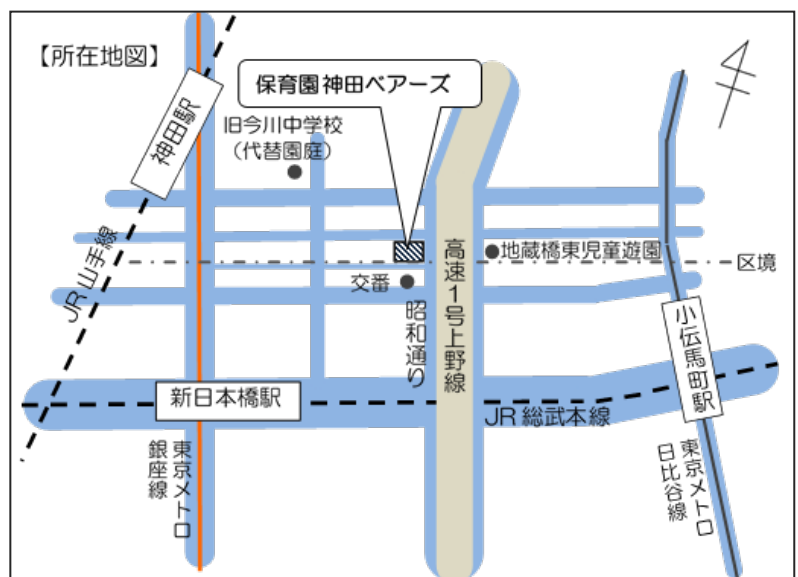 【所在地図】
保育園神田ベアーズ
神田駅
旧今川中学校
(代替園庭)
JR山手線
地蔵橋東児童遊園
区境
交番
昭和通り
高速1号上野線
小伝馬町駅
新日本橋駅
JR総武本線
東京メトロ
銀座線
東京メトロ
日比谷線